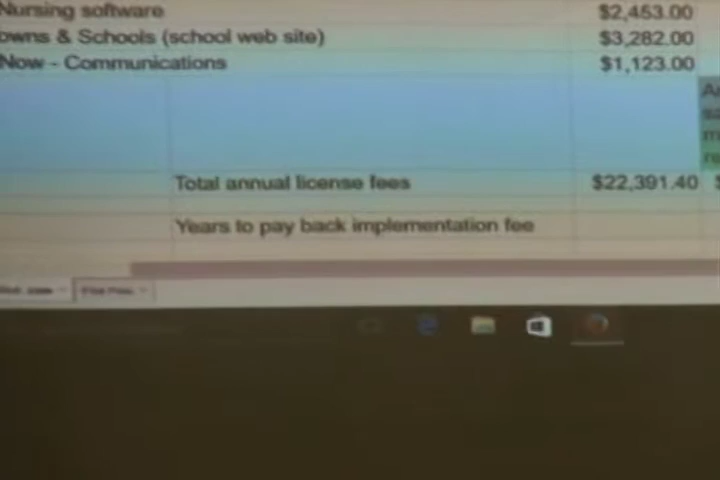 Nursing software $2,453.00
owns & Schools (school web site) $3,282.00
Now - Communications $1,123.00
Total annual license fees $22,391.40 $
Years to pay back implementation fee